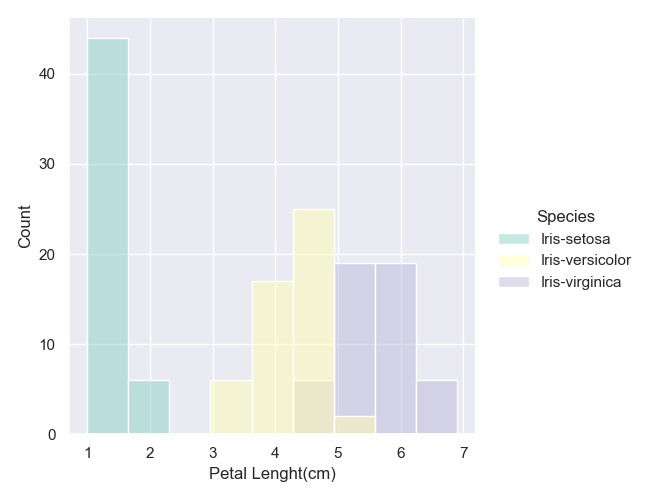 40
30
20
10
0
Count
1 2 3 4 5 6 7
Petal Lenght(cm)
Species
Iris-setosa
Iris-versicolor
Iris-virginica